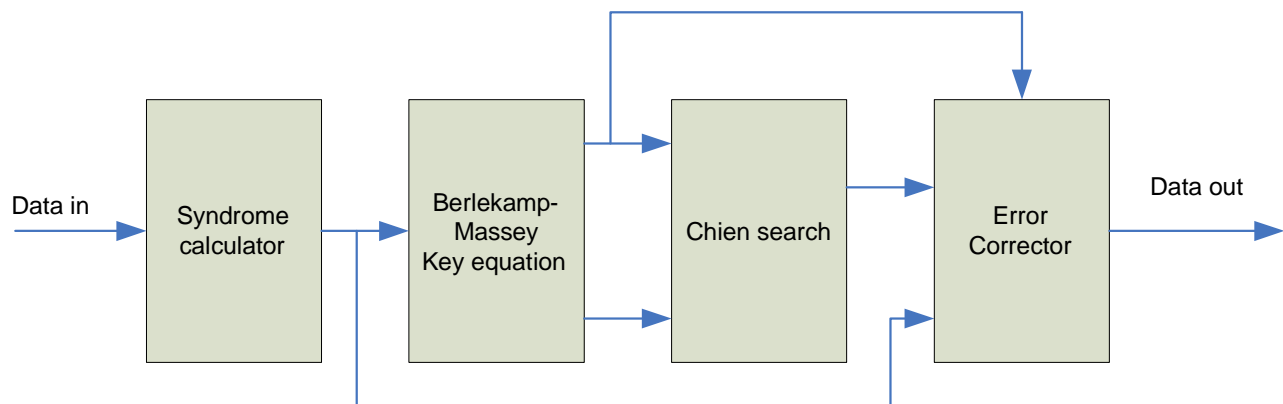 Data in
Syndrome
calculator
Berlekamp-
Massey
Key equation
Chien search
Error
Corrector
Data out